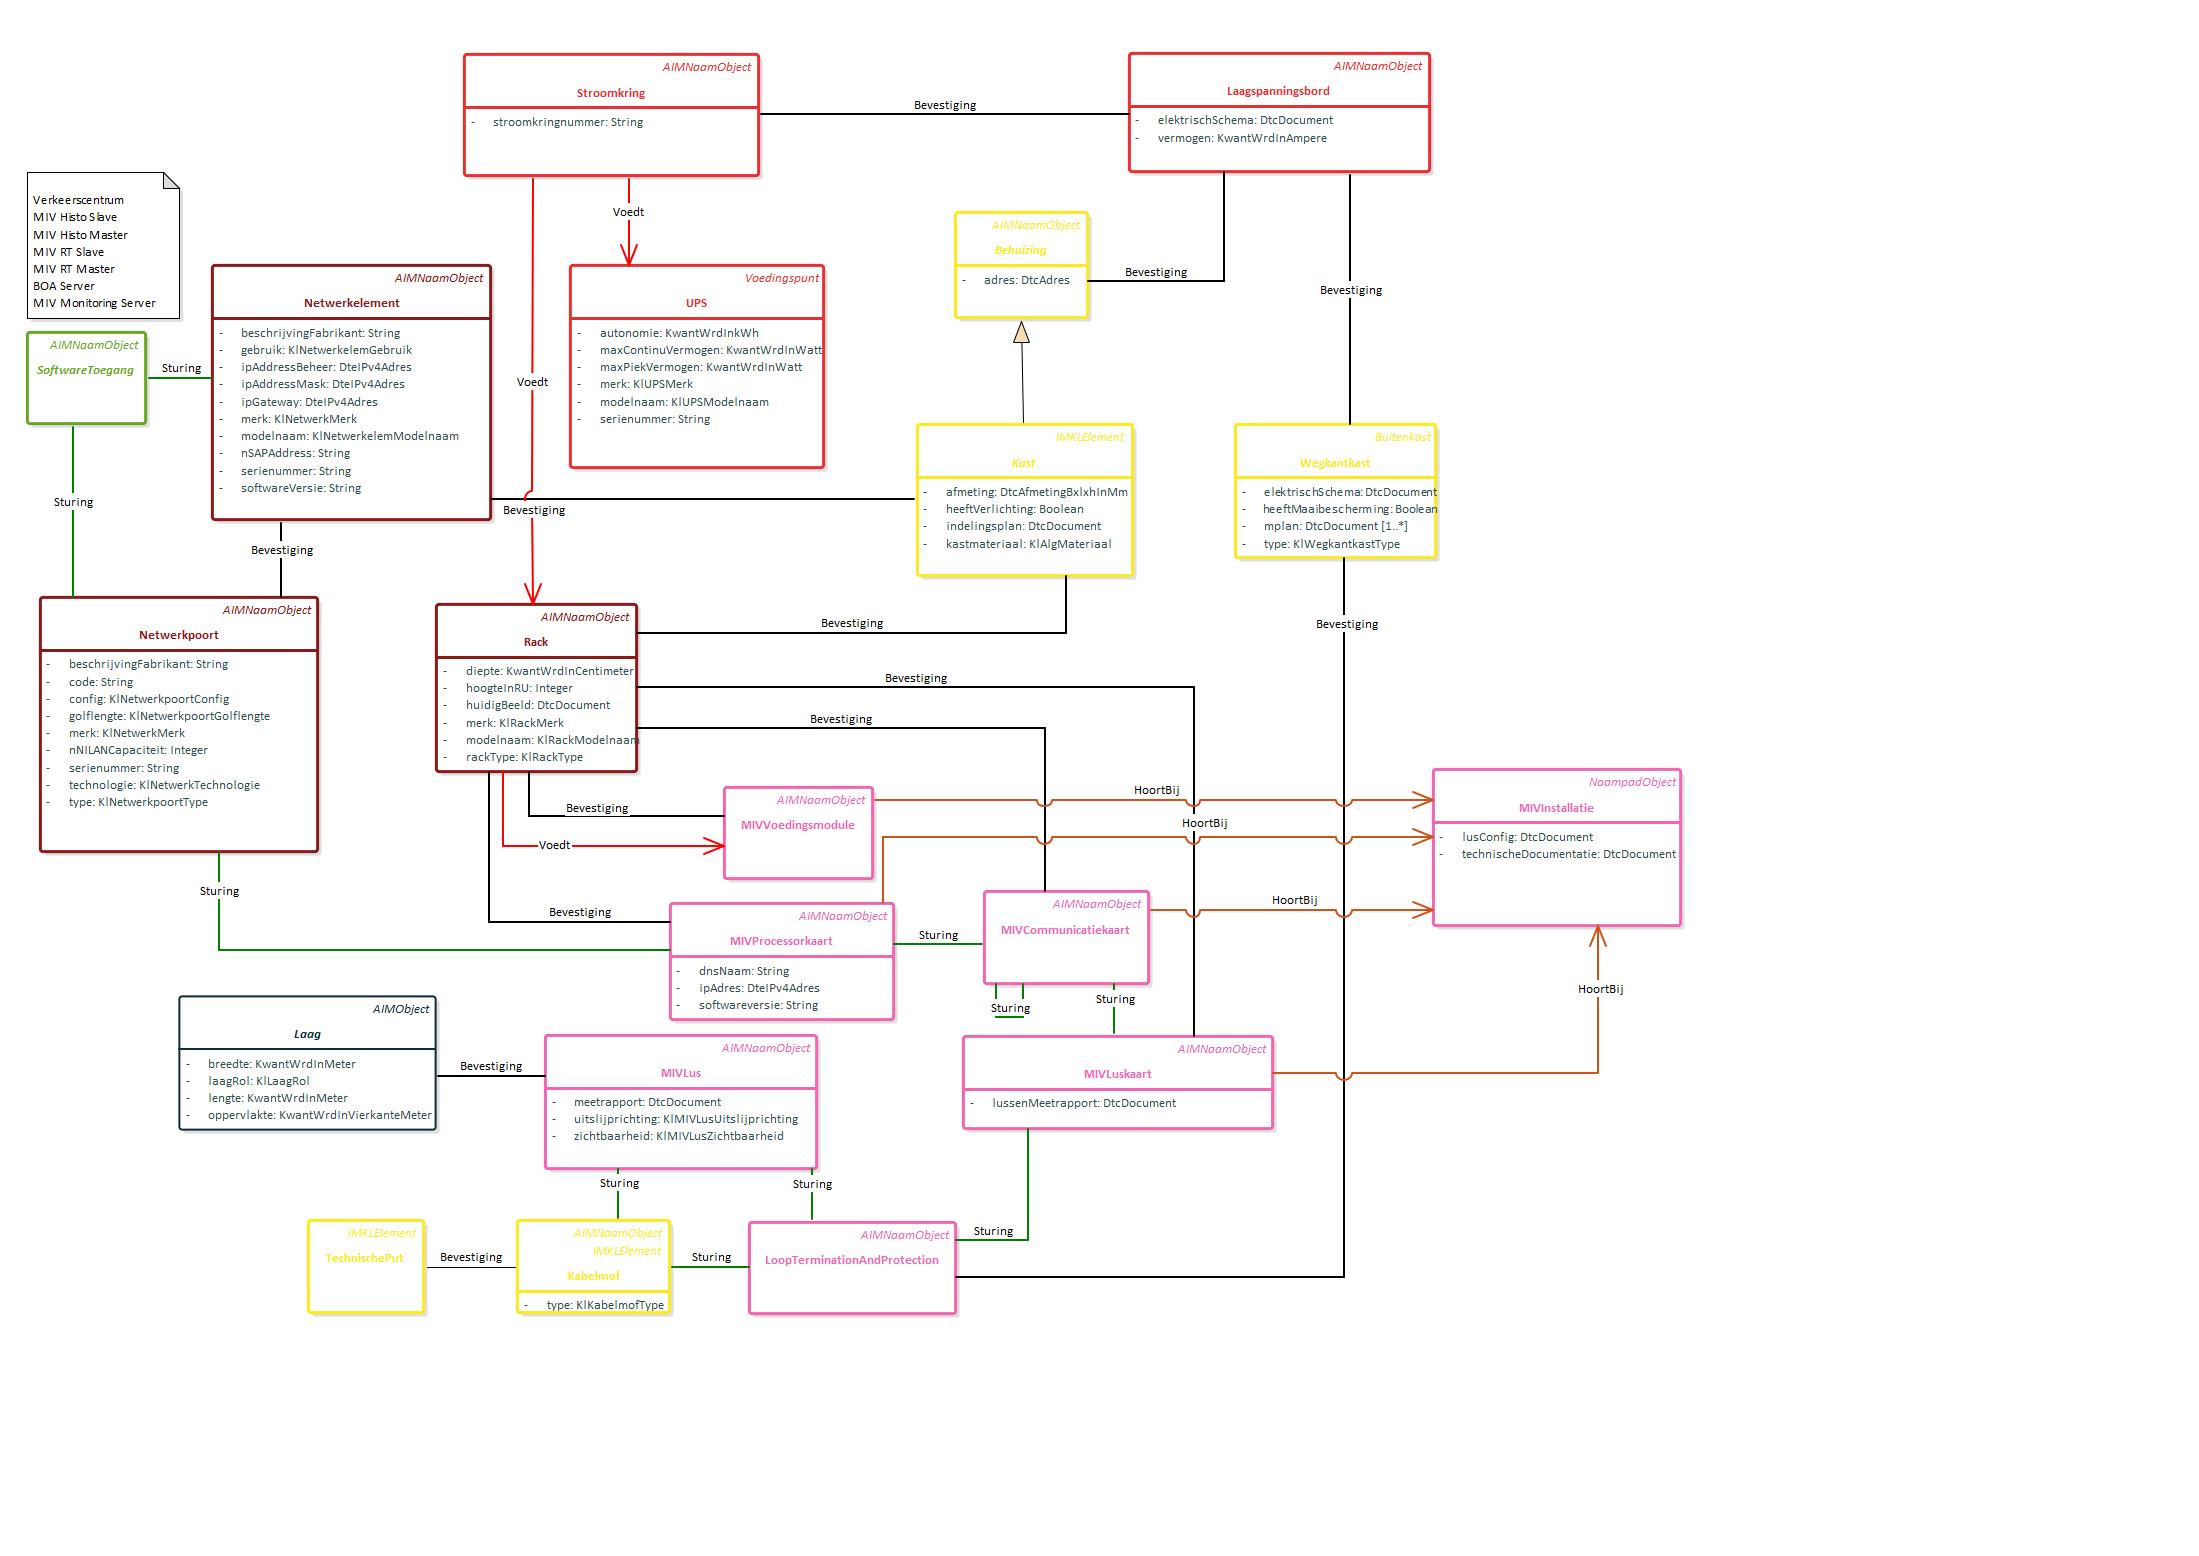 AIMNaamObject
Stroomkring
- stroomkringnummer: String
Bevestiging
AIMNaamObject
Laagspanningsbord
- elektrischSchema: DtcDocument
- vermogen: KwantWrdInAmpere
Verkeerscentrum
MIV Histo Slave
MIV Histo Master
MIV RT Slave
MIV RT Master
BOA Server
MIV Monitoring Server
Voedt
AIMNaamObject
Behuizing
- adres: DtcAdres
Bevestiging
Bevestiging
AIMNaamObject
Netwerkelement
- beschrijvingFabrikant: String
- gebruik: KlNetwerkelemGebruik
- ipAddressBeheer: DteIPv4Adres
- ipAddressMask: DteIPv4Adres
- ipGateway: DteIPv4Adres
- merk: KlNetwerkMerk
- modelnaam: KlNetwerkelemModelnaam
- nSAPAddress: String
- serienummer: String
- softwareVersie: String
Voedingspunt
UPS
- autonomie: KwantWrdInkWh
- maxContinuVermogen: KwantWrdInWatt
- maxPiekVermogen: KwantWrdInWatt
- merk: KlUPSMerk
- modelnaam: KlUPSModelnaam
- serienummer: String
AIMNaamObject
SoftwareToegang
Sturing
Voedt
Sturing
IMKLElement
Kast
- afmeting: DtcAfmetingBxlxhInMm
- heeftVerlichting: Boolean
- indelingsplan: DtcDocument
- kastmateriaal: KlAlgMateriaal
Buitenkast
Wegkantkast
- elektrischSchema: DtcDocument
- heeftMaaibescherming: Boolean
- mplan: DtcDocument [1..*]
- type: KlWegkantkastType
Bevestiging
Bevestiging
AIMNaamObject
Netwerkpoort
- beschrijvingFabrikant: String
- code: String
- config: KlNetwerkpoortConfig
- golflengte: KlNetwerkpoortGolflengte
- merk: KlNetwerkMerk
- nNILANCapaciteit: Integer
- serienummer: String
- technologie: KlNetwerkTechnologie
- type: KlNetwerkpoortType
AIMNaamObject
Rack
- diepte: KwantWrdInCentimeter
- hoogteInRU: Integer
- huidigBeeld: DtcDocument
- merk: KlRackMerk
- modelnaam: KlRackModelnaam
- rackType: KlRackType
Bevestiging
Bevestiging
Bevestiging
Bevestiging
AIMNaamObject
MIVVoedingsmodule
Bevestiging
Voedt
HoortBij
HoortBij
NaampadObject
MIVInstallatie
- lusConfig: DtcDocument
- technischeDocumentatie: DtcDocument
Sturing
Bevestiging
AIMNaamObject
MIVProcessorkaart
- dnsNaam: String
- ipAdres: DteIPv4Adres
- softwareversie: String
Sturing
AIMNaamObject
MIVCommunicatiekaart
HoortBij
Sturing
Sturing
HoortBij
AIMObject
Laag
- breedte: KwantWrdInMeter
- laagRol: KlLaagRol
- lengte: KwantWrdInMeter
- oppervlakte: KwantWrdInVierkanteMeter
Bevestiging
AIMNaamObject
MIVLus
- meetrapport: DtcDocument
- uitslijprichting: KlMIVLusUitslijprichting
- zichtbaarheid: KlMIVLusZichtbaarheid
AIMNaamObject
MIVLuskaart
- lussenMeetrapport: DtcDocument
Sturing
Sturing
IMKLElement
TechnischePut
Bevestiging
AIMNaamObject
IMKLElement
Kabelmof
- type: KlKabelmofType
Sturing
AIMNaamObject
LoopTerminationAndProtection
Sturing